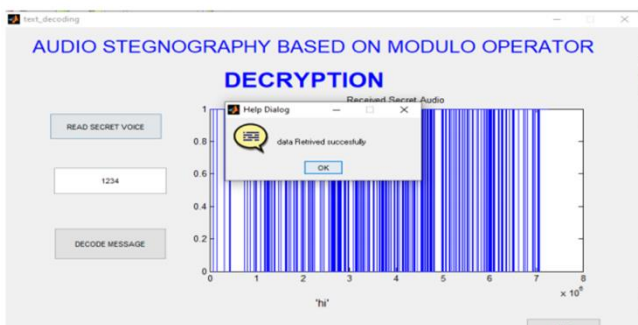 text_decoding
AUDIO STEGNOGRAPHY BASED ON MODULO OPERATOR
DECRYPTION
Received Secret Audio
Help Dialog
data Retrived succesfully
OK
READ SECRET VOICE
1234
DECODE MESSAGE
1
0.8
0.6
0.4
0.2
0
0 1 2 3 4 5 6 7 8
'hi'